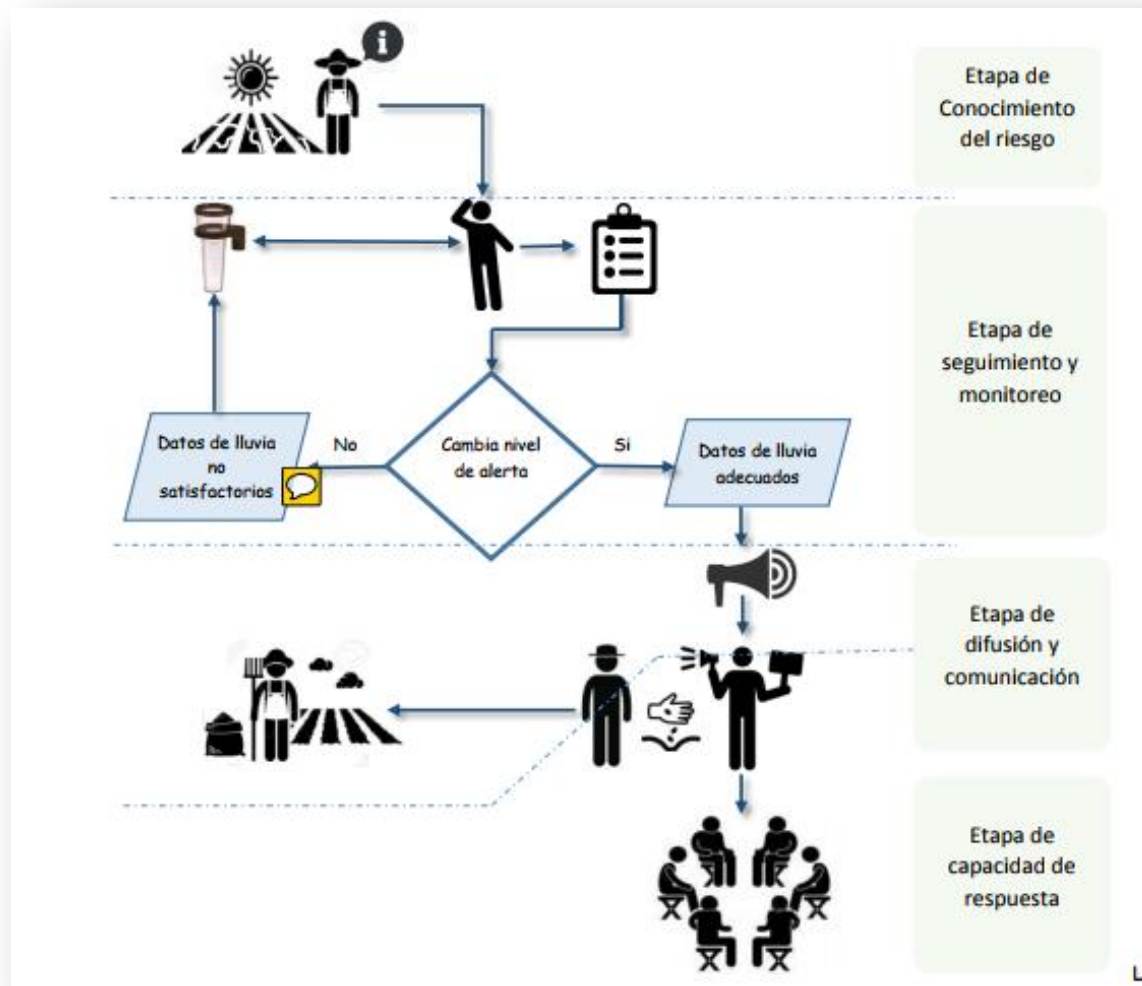 i
Etapa de
Conocimiento
del riesgo
Etapa de
seguimiento y
monitoreo
Datos de lluvia
no
satisfactorios
No
Cambia nivel
de alerta
Si
Datos de lluvia
adecuados
Etapa de
difusión y
comunicación
Etapa de
capacidad de
respuesta
L